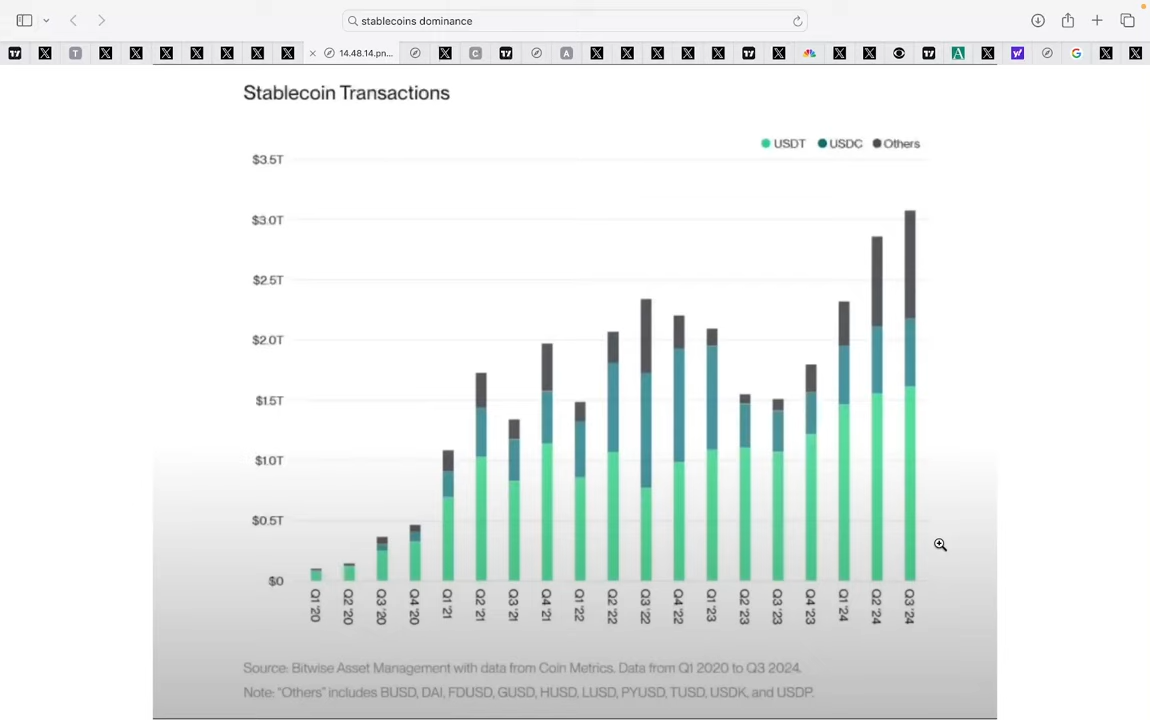 stablecoins dominance
14.48.14.pn...
Stablecoin Transactions
USDT USDC Others
$3.5T
$3.0T
$2.5T
$2.0T
$1.5T
$1.0T
$0.5T
$0
Q1 '20 Q2 '20 Q3 '20 Q4 '20 Q1 '21 Q2 '21 Q3 '21 Q4 '21 Q1 '22 Q2 '22 Q3 '22 Q4 '22 Q1 '23 Q2 '23 Q3 '23 Q4 '23 Q1 '24 Q2 '24 Q3 '24
Source: Bitwise Asset Management with data from Coin Metrics. Data from Q1 2020 to Q3 2024.
Note: "Others" includes BUSD, DAI, FDUSD, GUSD, HUSD, LUSD, PYUSD, TUSD, USDK, and USDP.